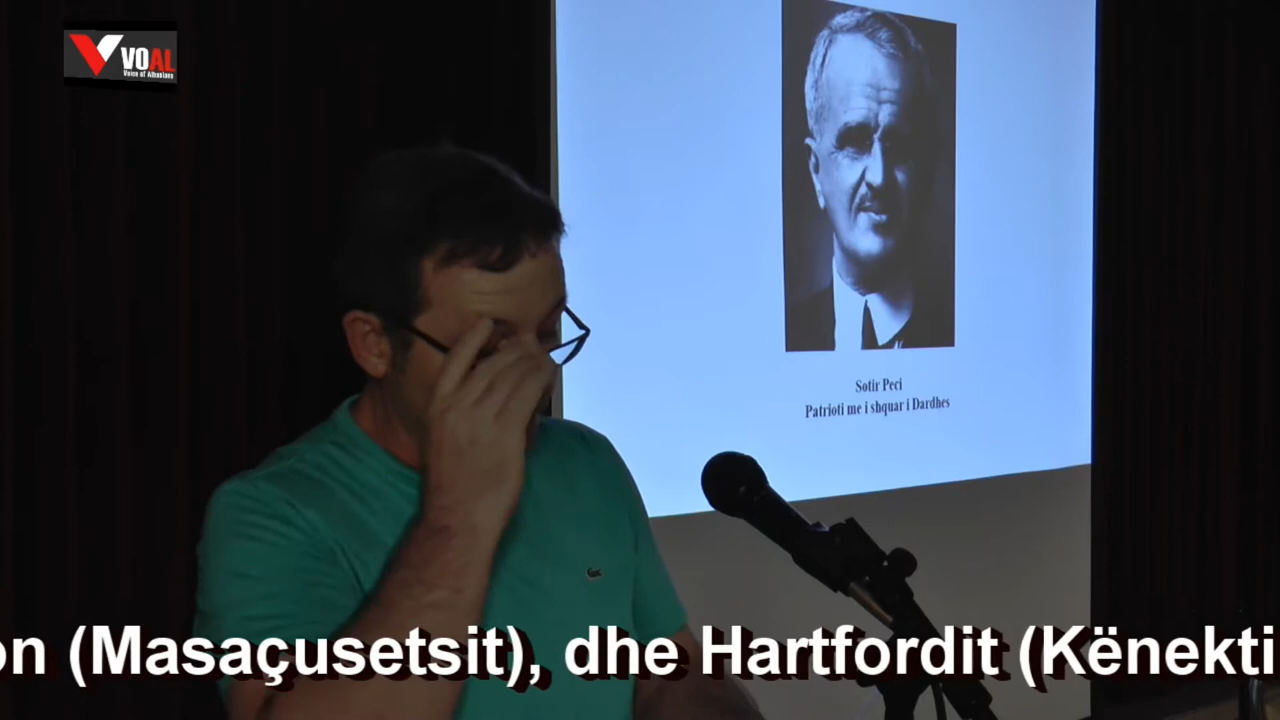 VOAL
Voice of Albanians
Sotir Peci
Patrioti me i shquar i Dardhes
on (Masaçusetsit), dhe Hartfordit (Kënekti